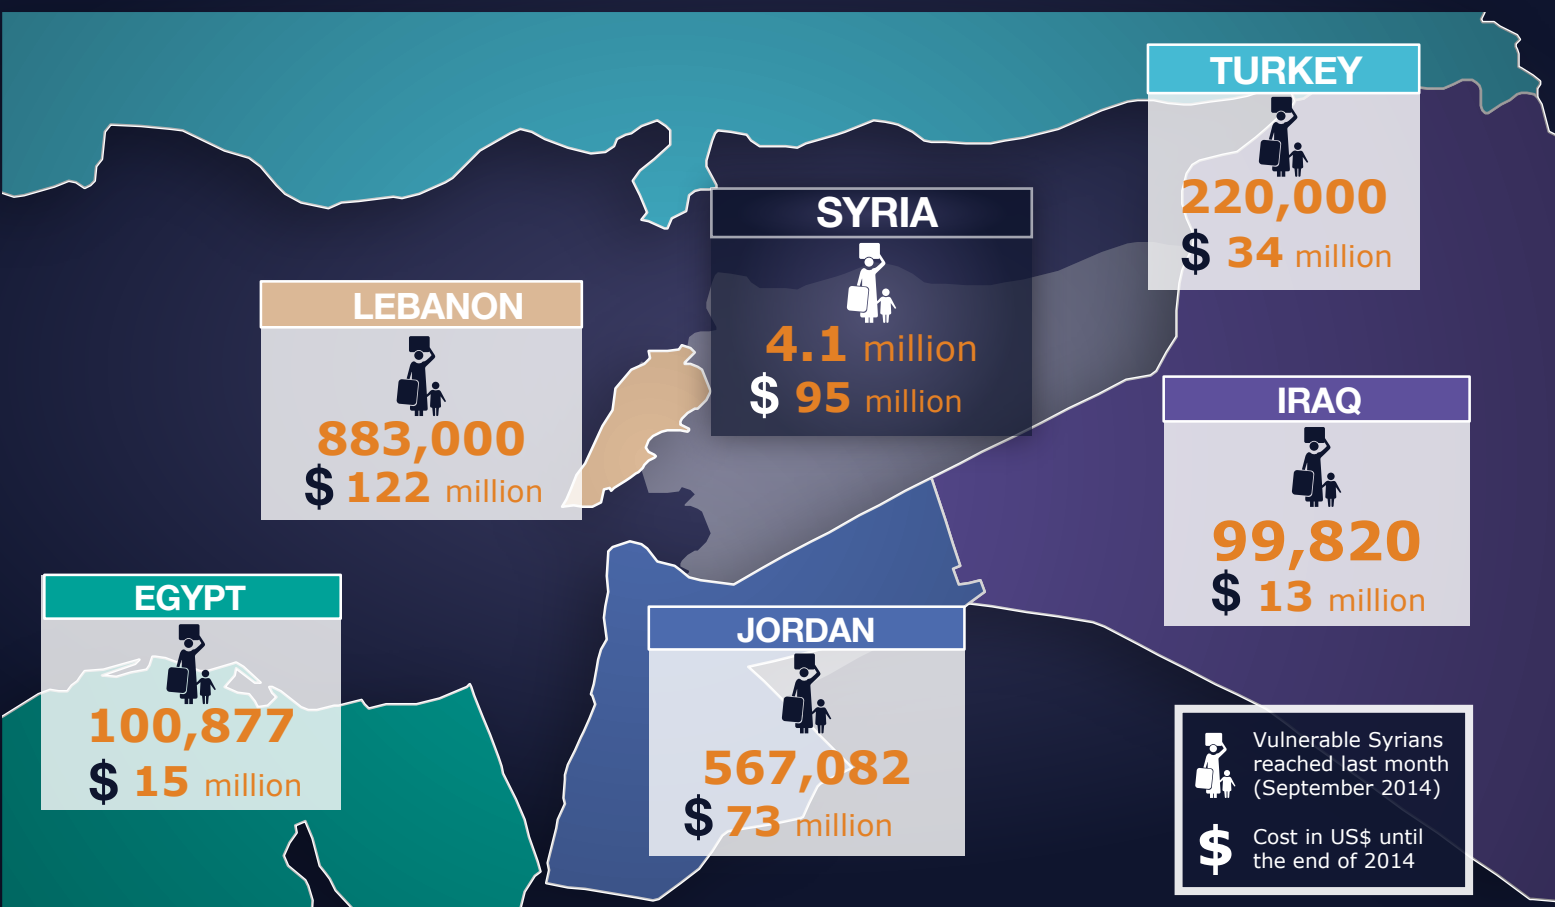 TURKEY
220,000
$ 34 million
SYRIA
4.1 million
$ 95 million
LEBANON
883,000
$ 122 million
IRAQ
99,820
$ 13 million
EGYPT
100,877
$ 15 million
JORDAN
567,082
$ 73 million
Vulnerable Syrians
reached last month
(September 2014)
$ Cost in US$ until
the end of 2014